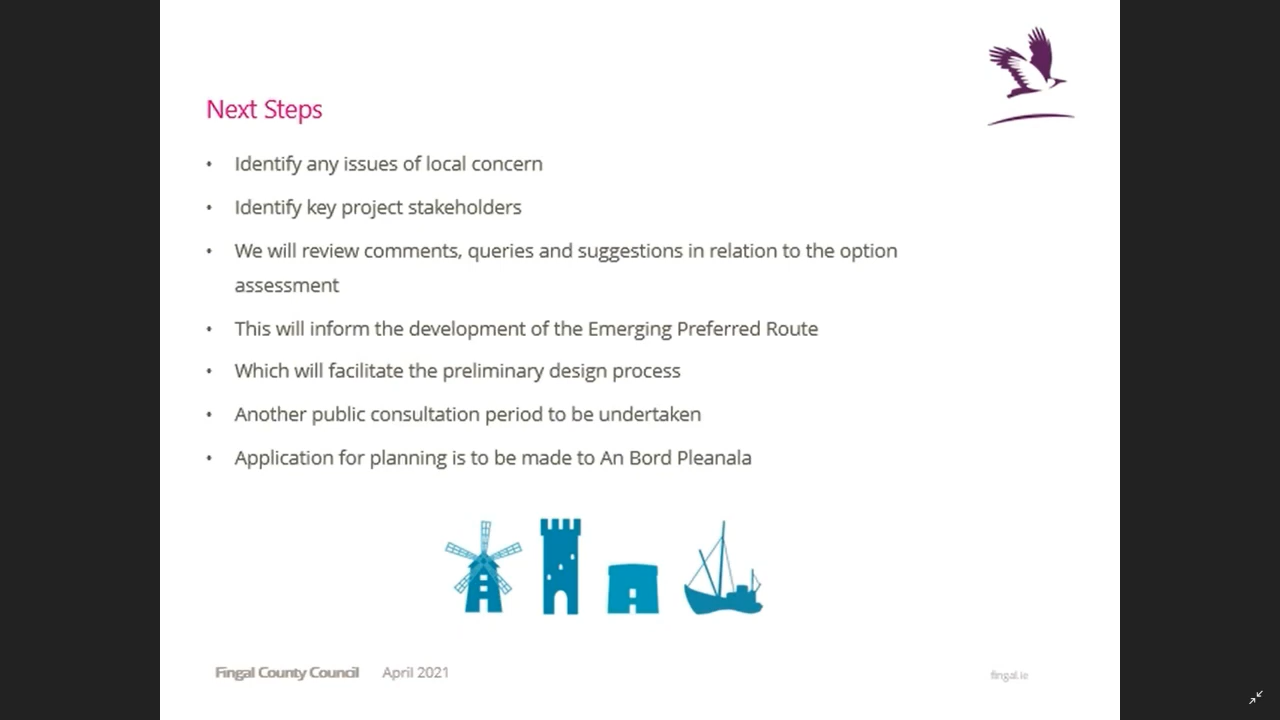 Next Steps
• Identify any issues of local concern
• Identify key project stakeholders
• We will review comments, queries and suggestions in relation to the option
assessment
• This will inform the development of the Emerging Preferred Route
• Which will facilitate the preliminary design process
• Another public consultation period to be undertaken
• Application for planning is to be made to An Bord Pleanala
Fingal County Council April 2021
fingal.ie